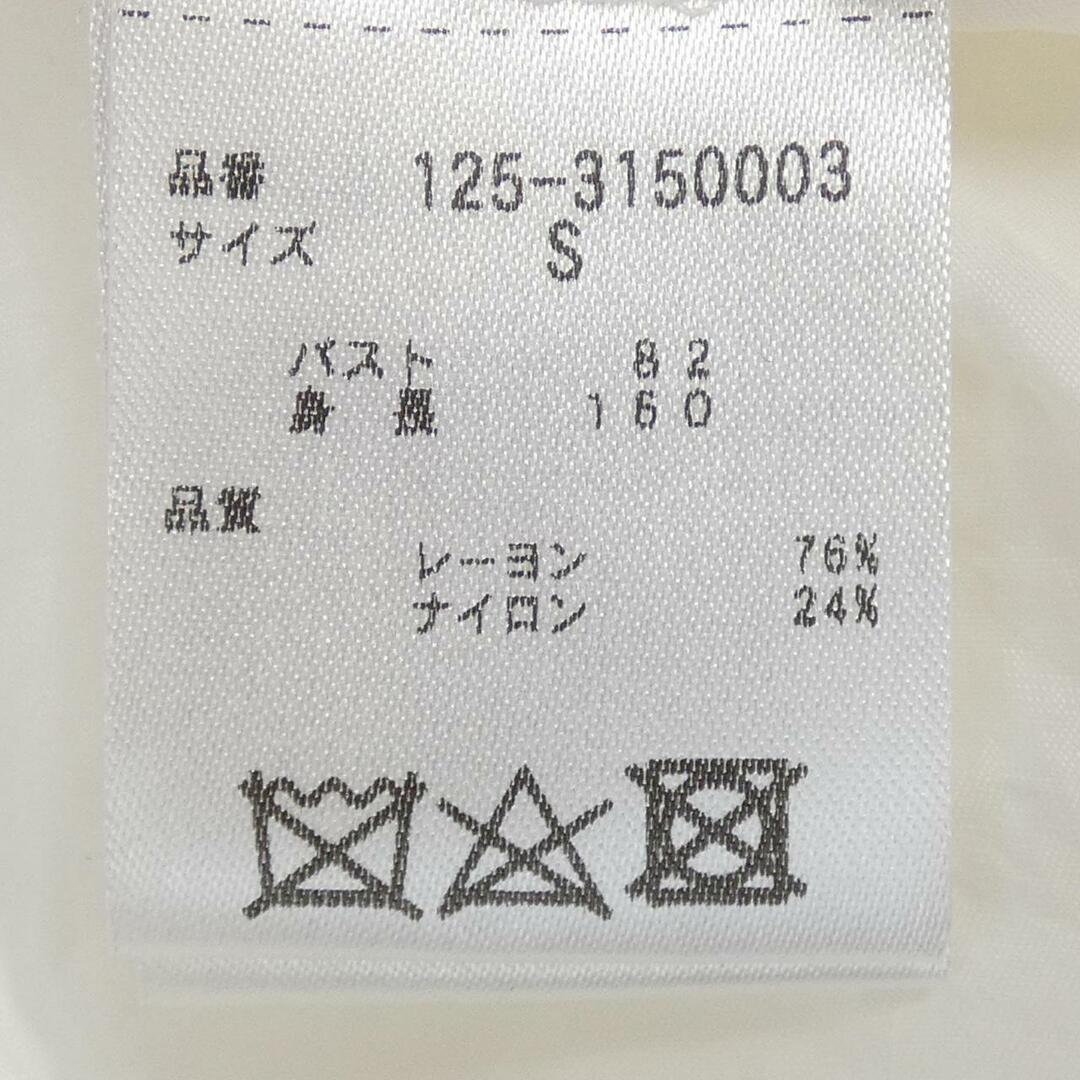 品番 125-3150003
サイズ S
バスト 82
身長 160
品質
レーヨン 76%
ナイロン 24%